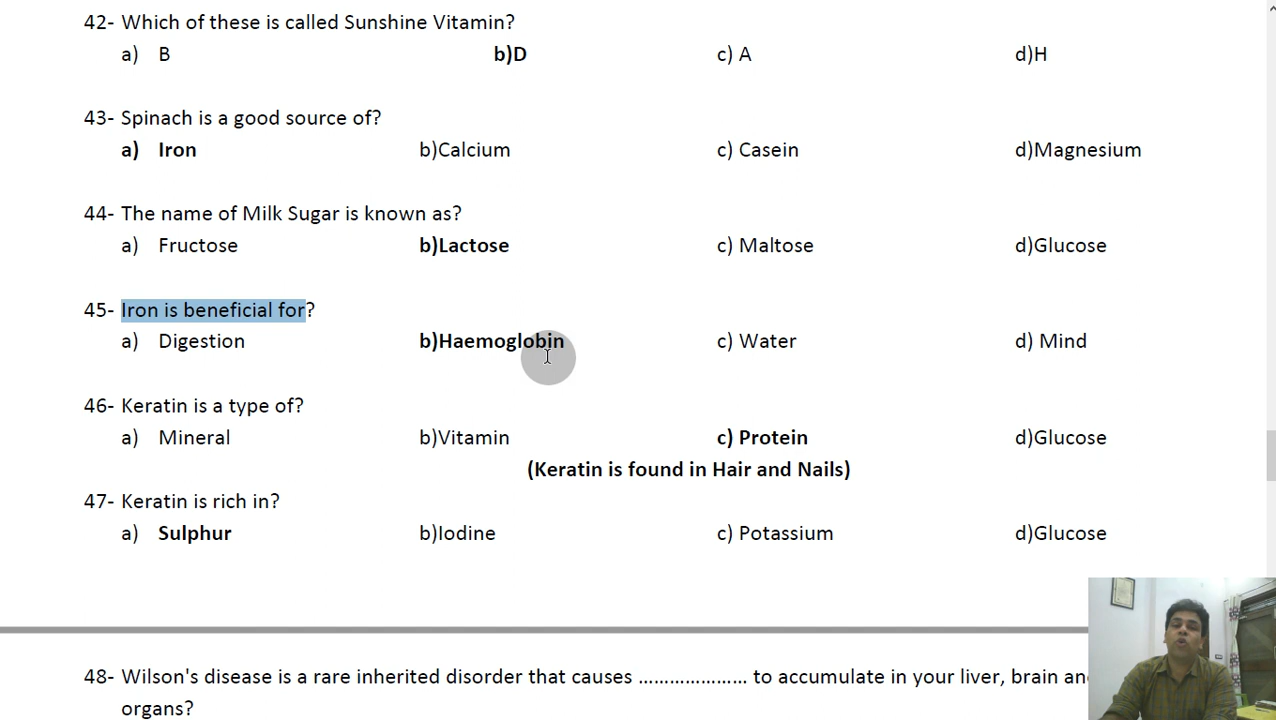 42- Which of these is called Sunshine Vitamin?
a) B b)D c) A d)H
43- Spinach is a good source of?
a) Iron b)Calcium c) Casein d)Magnesium
44- The name of Milk Sugar is known as?
a) Fructose b)Lactose c) Maltose d)Glucose
45- Iron is beneficial for?
a) Digestion b)Haemoglobin c) Water d) Mind
46- Keratin is a type of?
a) Mineral b)Vitamin c) Protein d)Glucose
(Keratin is found in Hair and Nails)
47- Keratin is rich in?
a) Sulphur b)Iodine c) Potassium d)Glucose
48- Wilson's disease is a rare inherited disorder that causes ..................... to accumulate in your liver, brain
organs?